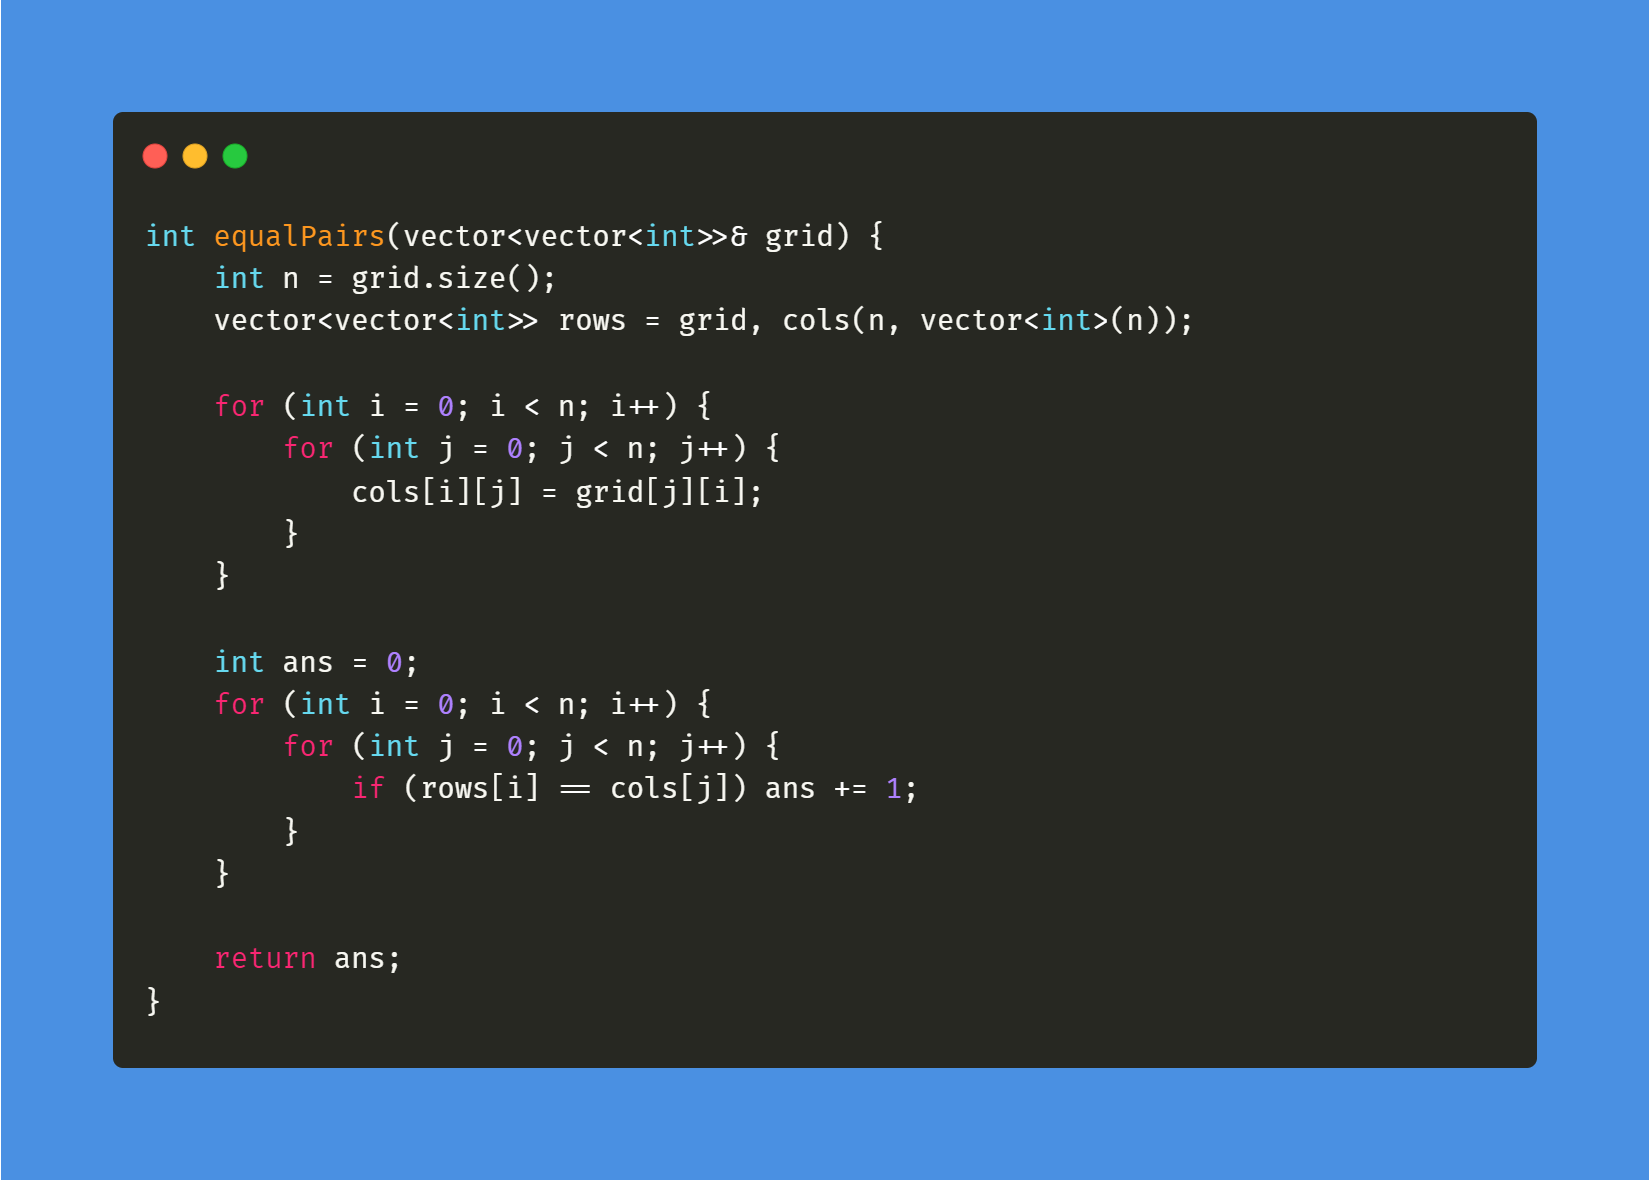 int equalPairs(vector<vector<int>>& grid) {
    int n = grid.size();
    vector<vector<int>> rows = grid, cols(n, vector<int>(n));

    for (int i = 0; i < n; i++) {
        for (int j = 0; j < n; j++) {
            cols[i][j] = grid[j][i];
        }
    }

    int ans = 0;
    for (int i = 0; i < n; i++) {
        for (int j = 0; j < n; j++) {
            if (rows[i] == cols[j]) ans += 1;
        }
    }

    return ans;
}